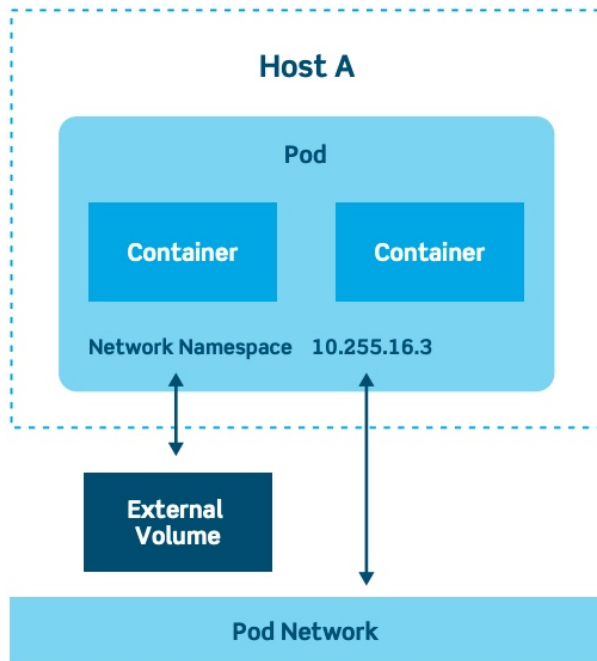 Host A
Pod
Container
Container
Network Namespace 10.255.16.3
External
Volume
Pod Network